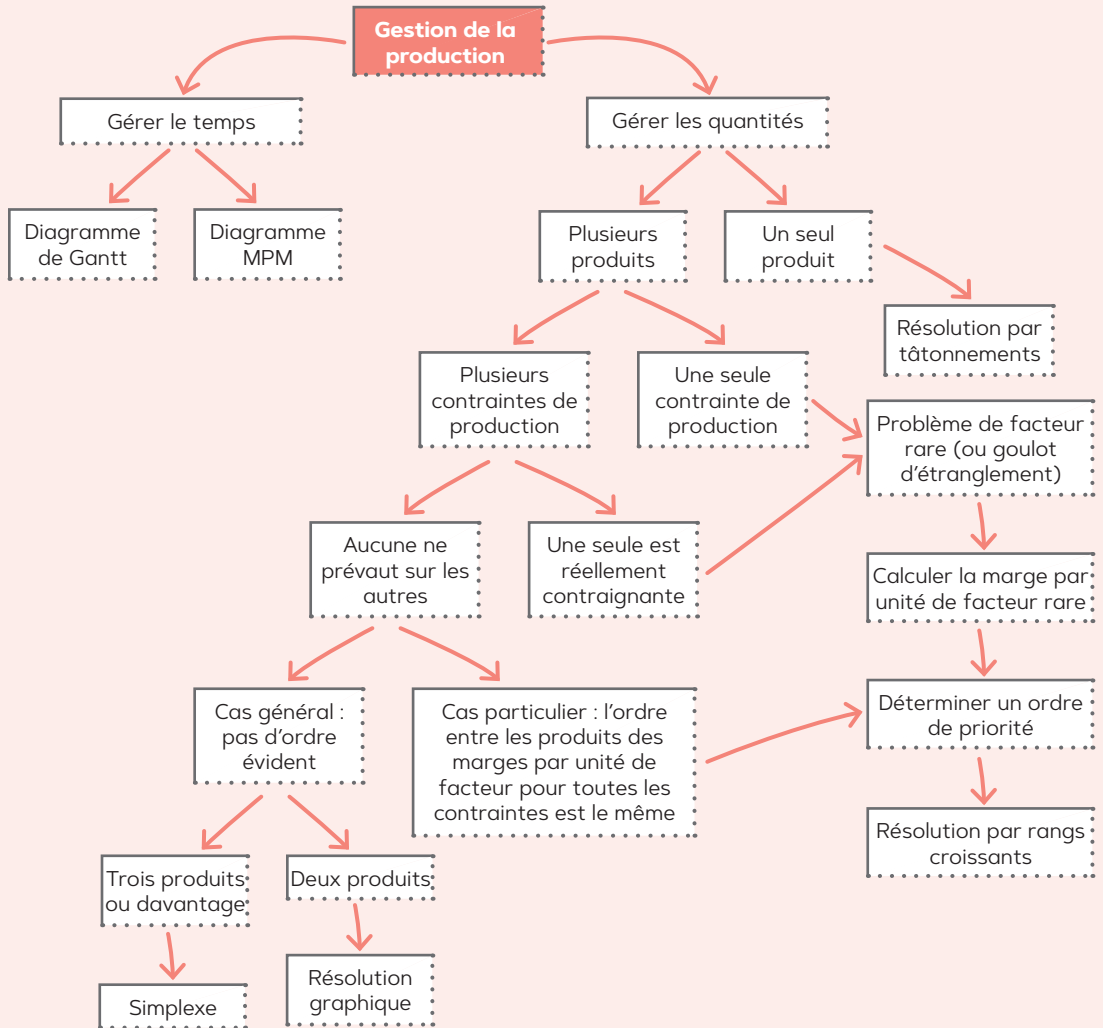 Gestion de la
production
Gérer le temps
Gérer les quantités
Diagramme
de Gantt
Diagramme
MPM
Plusieurs
produits
Un seul
produit
Résolution par
tâtonnements
Plusieurs
contraintes de
production
Une seule
contrainte de
production
Problème de facteur
rare (ou goulot
d'étranglement)
Aucune ne
prévaut sur les
autres
Une seule est
réellement
contraignante
Calculer la marge par
unité de facteur rare
Cas général :
pas d'ordre
évident
Cas particulier : l'ordre
entre les produits des
marges par unité de
facteur pour toutes les
contraintes est le même
Déterminer un ordre
de priorité
Résolution par rangs
croissants
Trois produits
ou davantage
Deux produits
Simplexe
Résolution
graphique